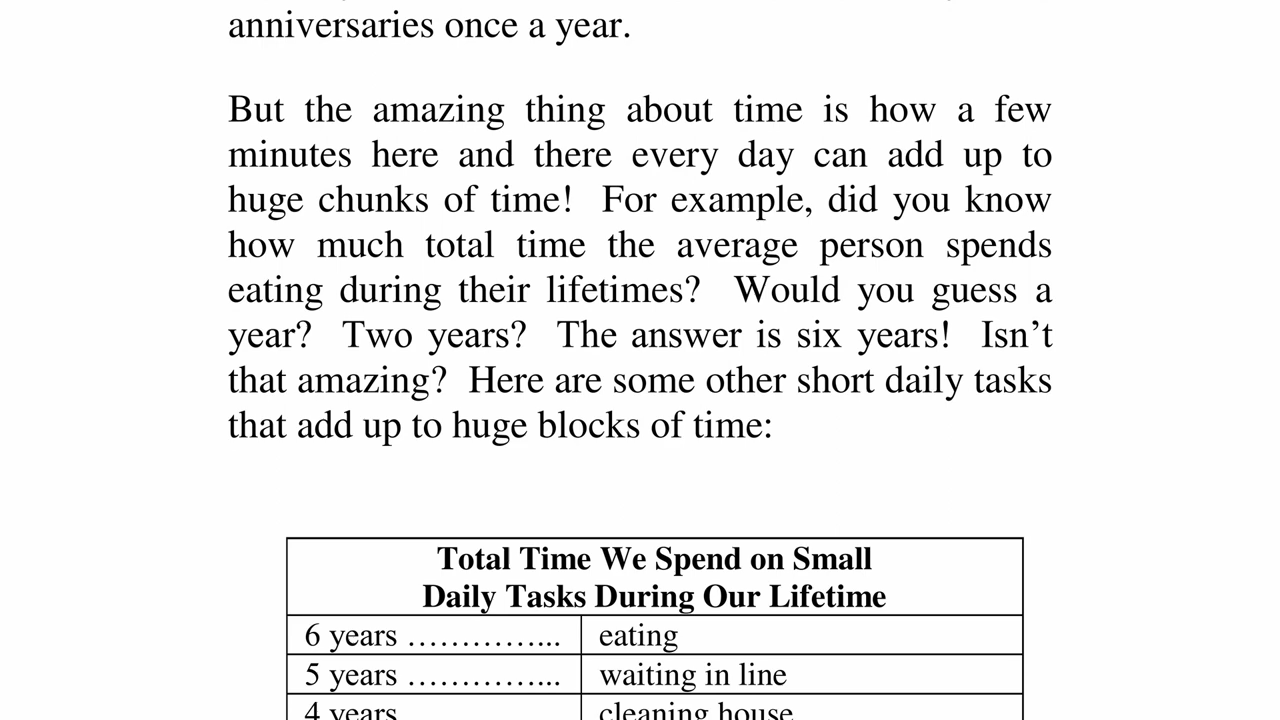 anniversaries once a year.
But the amazing thing about time is how a few
minutes here and there every day can add up to
huge chunks of time!  For example, did you know
how much total time the average person spends
eating during their lifetimes?  Would you guess a
year?  Two years?  The answer is six years!  Isn’t
that amazing?  Here are some other short daily tasks
that add up to huge blocks of time:
Total Time We Spend on Small
Daily Tasks During Our Lifetime
6 years …………... eating
5 years …………... waiting in line
4 years cleaning house